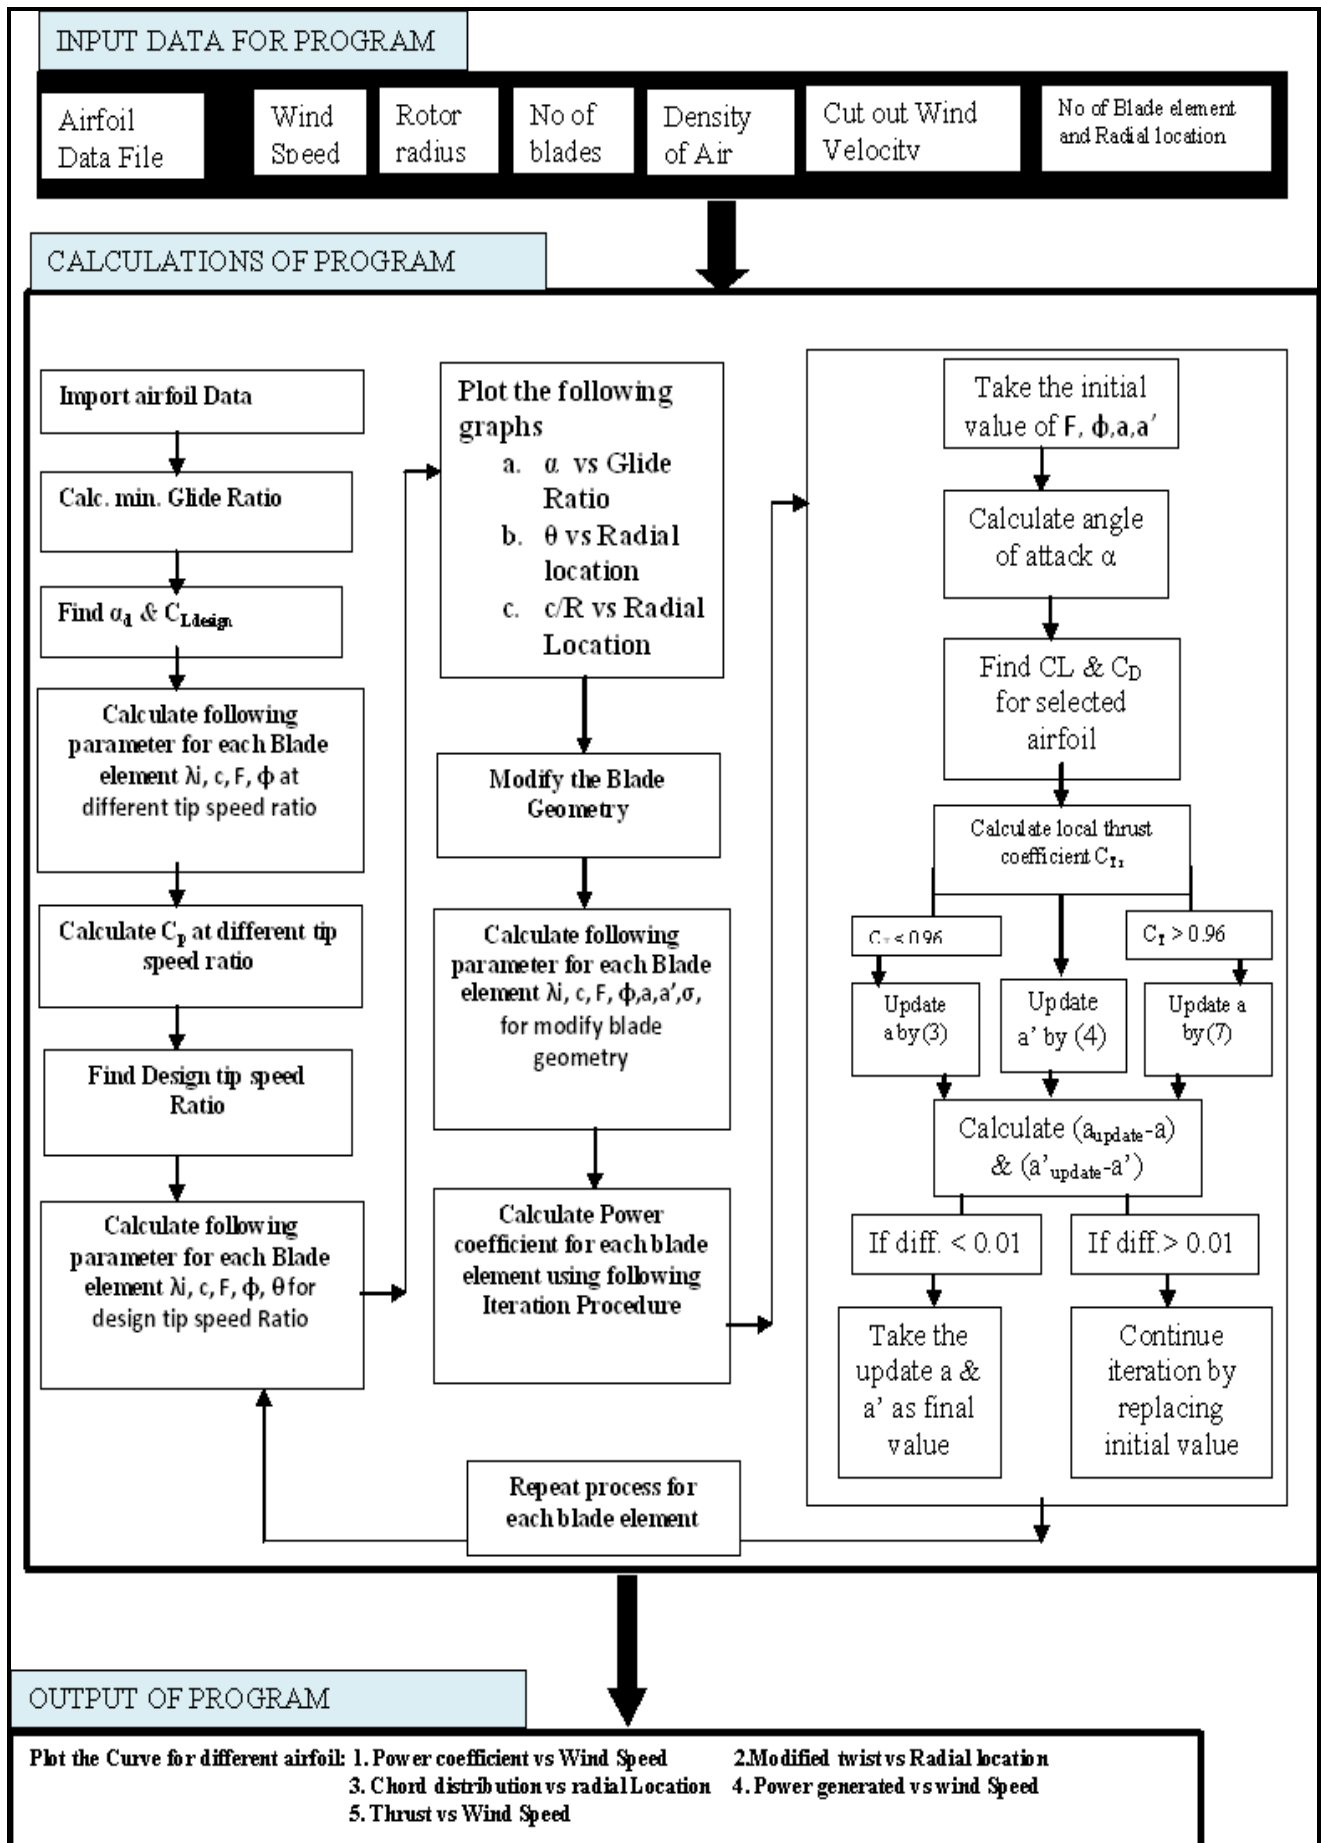 INPUT DATA FOR PROGRAM
Airfoil
Data File
Wind
Speed
Rotor
radius
No of
blades
Density
of Air
Cut out Wind
Velocity
No of Blade element
and Radial location
CALCULATIONS OF PROGRAM
Import airfoil Data
Calc. min. Glide Ratio
Find αd & CLdesign
Calculate following
parameter for each Blade
element λi, c, F, ϕ at
different tip speed ratio
Calculate Cp at different tip
speed ratio
Find Design tip speed
Ratio
Calculate following
parameter for each Blade
element λi, c, F, ϕ, θ for
design tip speed Ratio
Plot the following
graphs
a. α vs Glide
Ratio
b. θ vs Radial
location
c. c/R vs Radial
Location
Modify the Blade
Geometry
Calculate following
parameter for each Blade
element λi, c, F, ϕ,a,a’,σ,
for modify blade
geometry
Calculate Power
coefficient for each blade
element using following
Iteration Procedure
Take the initial
value of F, ϕ,a,a’
Calculate angle
of attack α
Find CL & CD
for selected
airfoil
Calculate local thrust
coefficient CTr
CT < 0.96
CT > 0.96
Update
a by (3)
Update
a’ by (4)
Update a
by (7)
Calculate (aupdate-a)
& (a’update-a’)
If diff. < 0.01
If diff.> 0.01
Take the
update a &
a’ as final
value
Continue
iteration by
replacing
initial value
Repeat process for
each blade element
OUTPUT OF PROGRAM
Plot the Curve for different airfoil: 1. Power coefficient vs Wind Speed 2.Modified twist vs Radial location
3. Chord distribution vs radial Location 4. Power generated vs wind Speed
5. Thrust vs Wind Speed